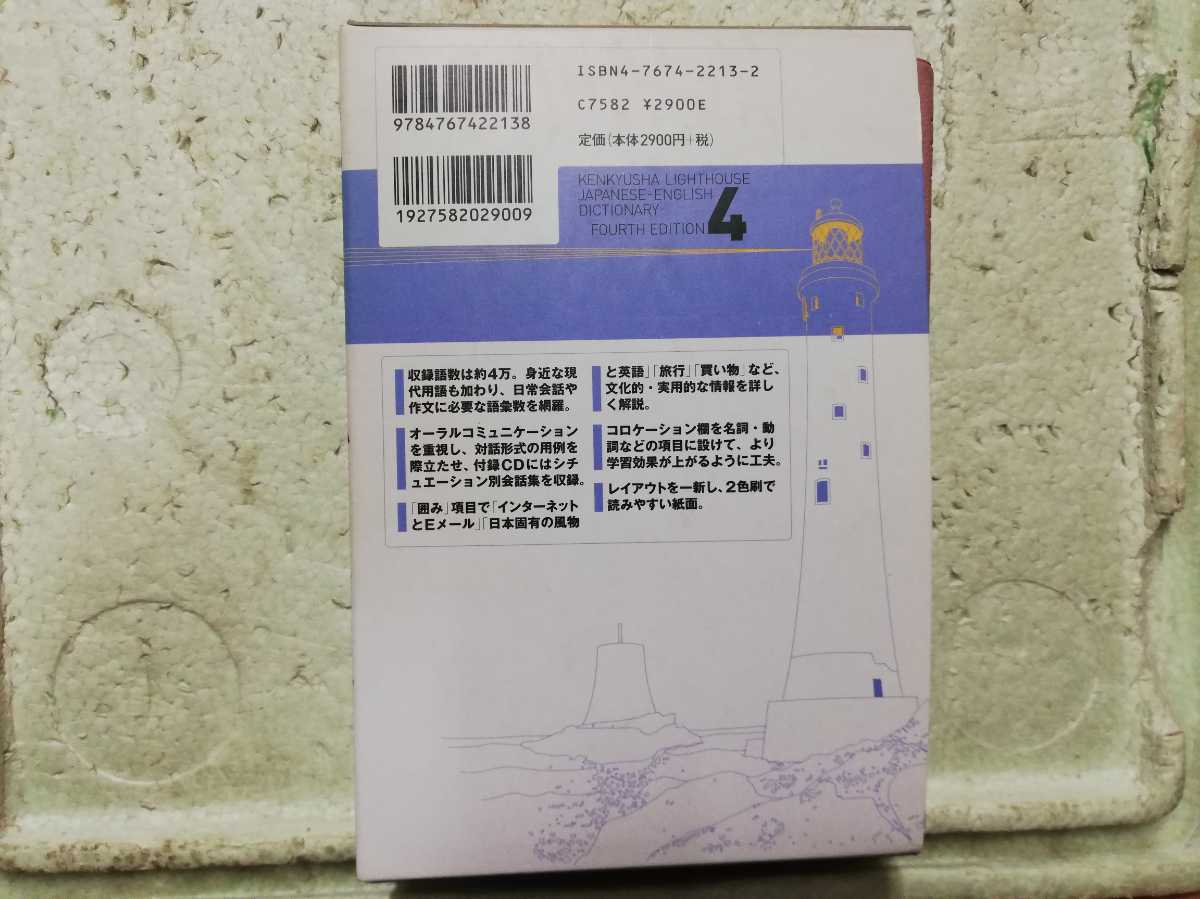 9784767422138
1927582029009
ISBN4-7674-2213-2
C7582 ¥2900E
定価(本体2900円+税)
KENKYUSHA LIGHTHOUSE
JAPANESE-ENGLISH
DICTIONARY
FOURTH EDITION 4
収録語数は約4万。身近な現
代用語も加わり、日常会話や
作文に必要な語彙数を網羅。
オーラルコミュニケーション
を重視し、対話形式の用例を
際立たせ、付録CDにはシチ
ュエーション別会話集を収録。
「囲み」項目で「インターネット
とEメール」「日本固有の風物
と英語」「旅行」「買い物」など、
文化的・実用的な情報を詳し
く解説。
コロケーション欄を名詞・動
詞などの項目に設けて、より
学習効果が上がるように工夫。
レイアウトを一新し、2色刷で
読みやすい紙面。